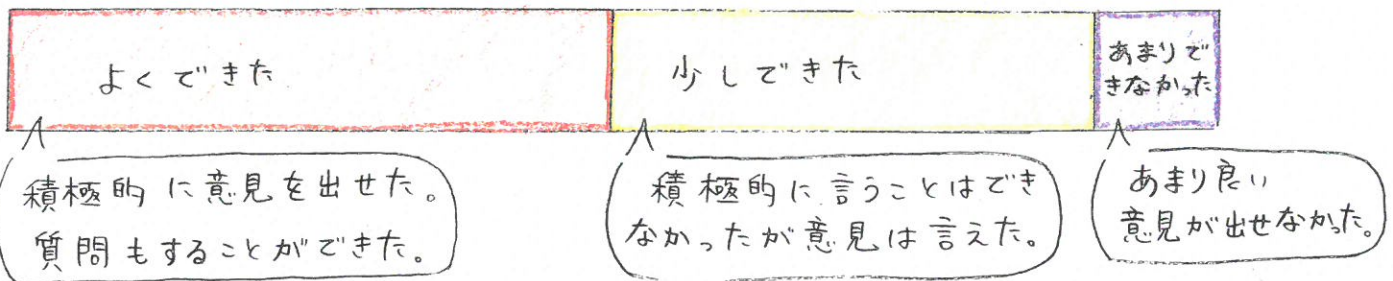 よくできた
少しできた
あまりで
きなかった
積極的に意見を出せた。
質問もすることができた。
積極的に言うことはでき
なかったが意見は言えた。
あまり良い
意見が出せなかった。